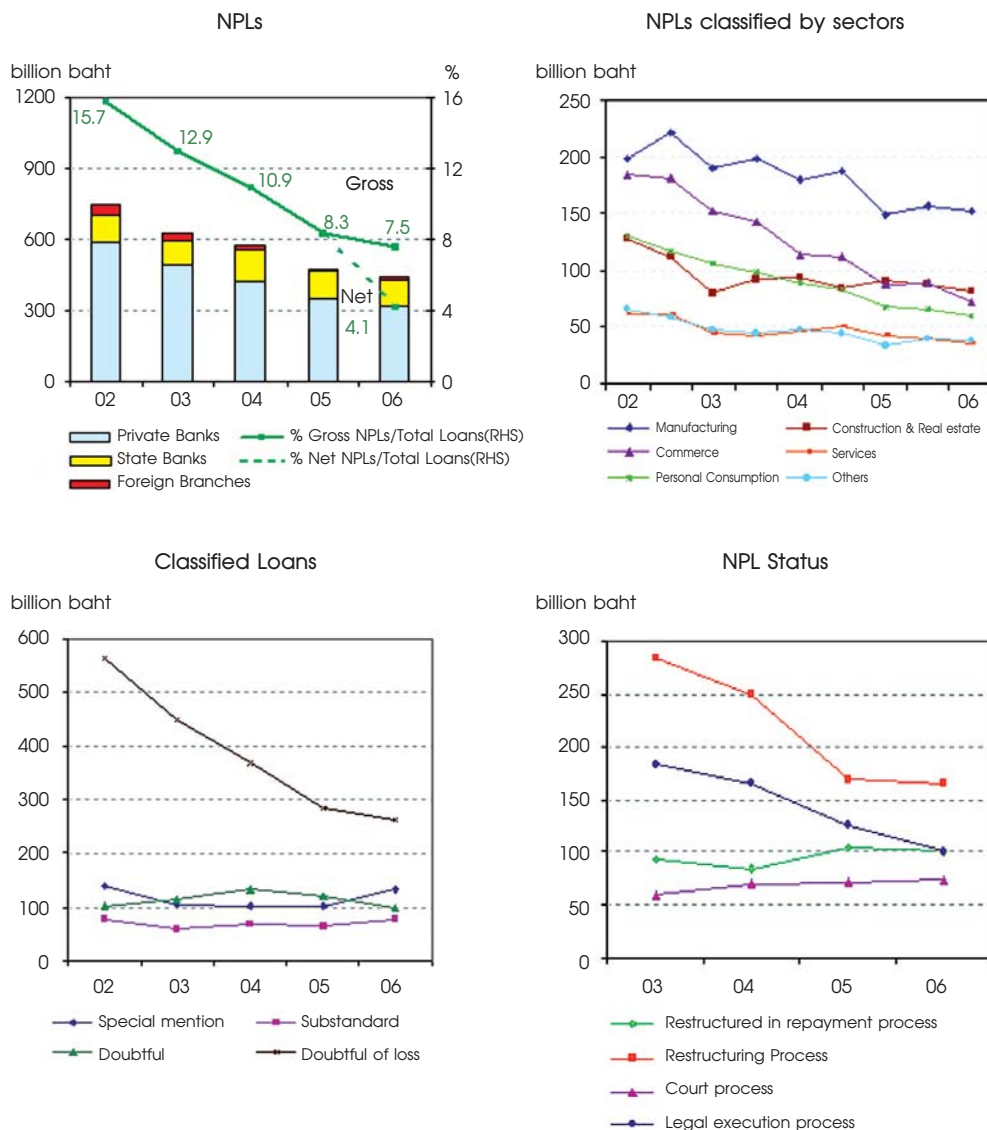 NPLs
billion baht %
1200 16
15.7
12.9
900 12
10.9
Gross
8.3 7.5
600 8
Net
300 4
4.1
0 0
02 03 04 05 06
Private Banks % Gross NPLs/Total Loans(RHS)
State Banks % Net NPLs/Total Loans(RHS)
Foreign Branches
NPLs classified by sectors
billion baht
250
200
150
100
50
0
02 03 04 05 06
Manufacturing Construction & Real estate
Commerce Services
Personal Consumption Others
Classified Loans
billion baht
600
500
400
300
200
100
0
02 03 04 05 06
Special mention Substandard
Doubtful Doubtful of loss
NPL Status
billion baht
300
250
200
150
100
50
0
03 04 05 06
Restructured in repayment process
Restructuring Process
Court process
Legal execution process